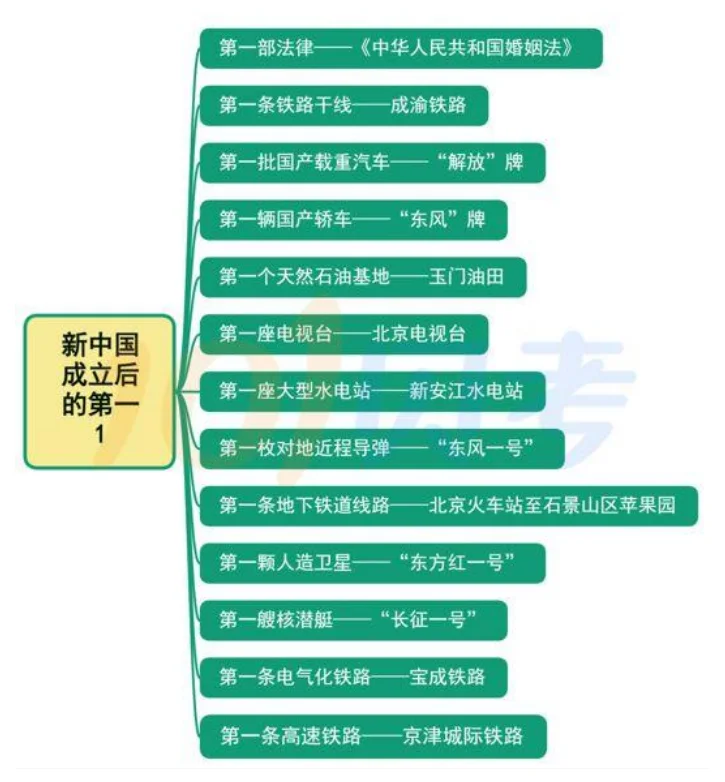 第一部法律——《中华人民共和国婚姻法》
第一条铁路干线——成渝铁路
第一批国产载重汽车——“解放”牌
第一辆国产轿车——“东风”牌
第一个天然石油基地——玉门油田
第一座电视台——北京电视台
第一座大型水电站——新安江水电站
第一枚对地近程导弹——“东风一号”
第一条地下铁道线路——北京火车站至石景山区苹果园
第一颗人造卫星——“东方红一号”
第一艘核潜艇——“长征一号”
第一条电气化铁路——宝成铁路
第一条高速铁路——京津城际铁路
新中国
成立后
的第一
1